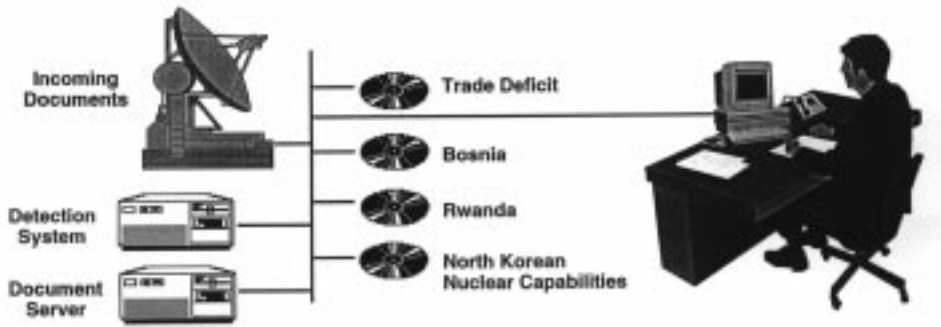 Incoming
Documents
Trade Deficit
Bosnia
Detection
System
Rwanda
Document
Server
North Korean
Nuclear Capabilities